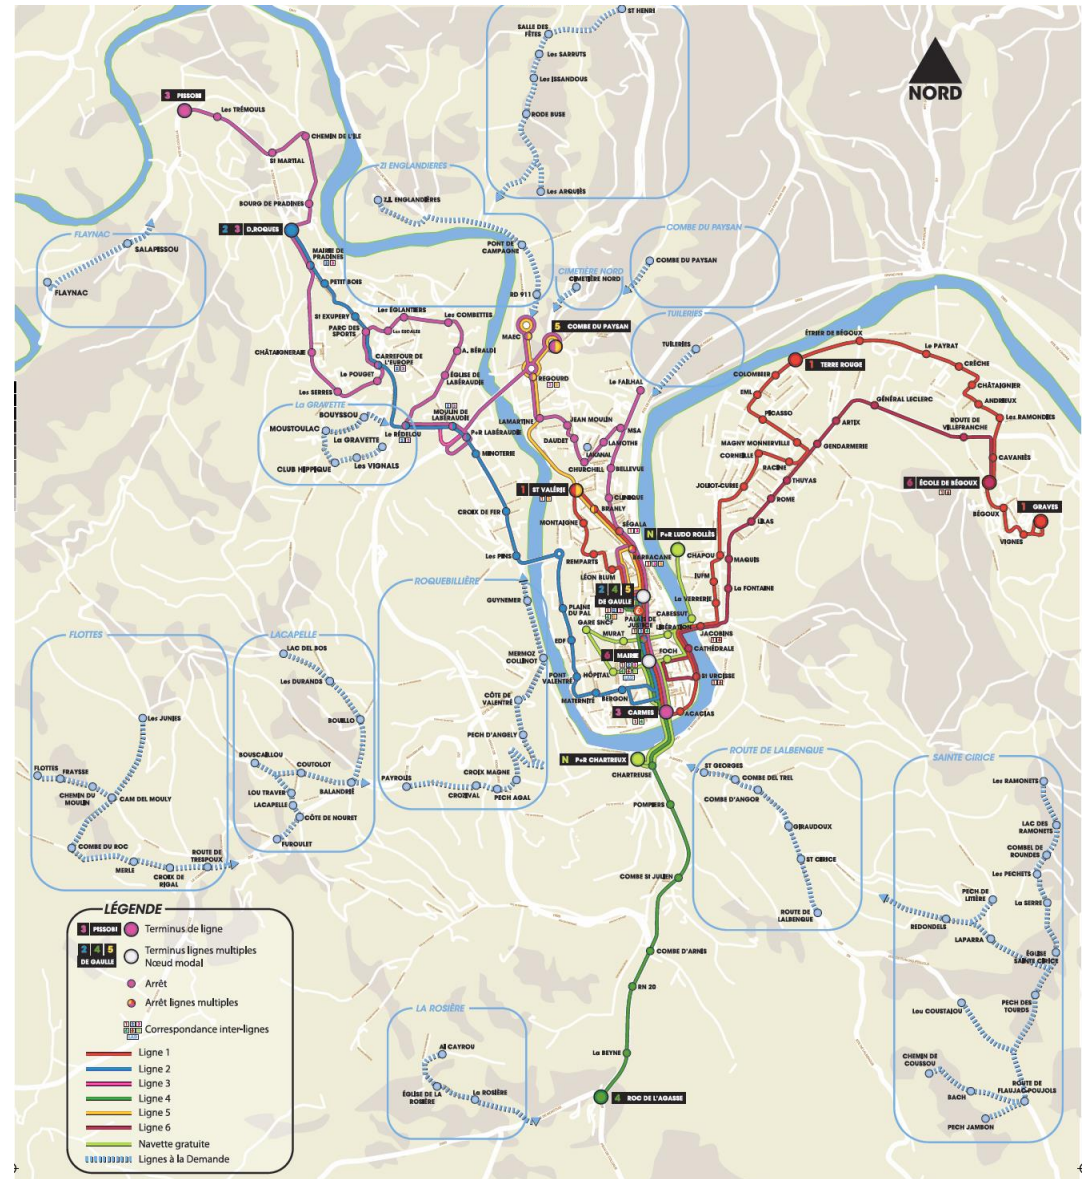 ST HENRI
SALLE DES
FÊTES
Les SARRUTS
Les ISSANDOUS
RODE BUSE
Les ARQUIÈS
NORD
3 PISSOBI
Les TRÉMOULS
CHEMIN DE L'ILE
St MARTIAL
BOURG DE PRADINES
2 3 D.ROQUES
ZI ENGLANDIERES
Z.I. ENGLANDIÈRES
PONT DE
CAMPAGNE
RD 911
FLAYNAC
SALAPISSOU
FLAYNAC
CIMETIÈRE NORD
CIMETIÈRE NORD
COMBE DU PAYSAN
COMBE DU PAYSAN
TUILERIES
TUILERIES
MAIRIE DE
PRADINES
PETIT BOIS
St EXUPERY
PARC DES
SPORTS
Les EGLANTIERS
Les COMBETTES
Les ESCALES
A. BÉRALDI
CHÂTAIGNERAIE
CARREFOUR DE
L'EUROPE
Le POUGET
ÉGLISE DE
LABÉRAUDIE
Les SERRES
MAEC
5 COMBE DU PAYSAN
REGOURD
Le PAILHAL
LAMARTINE
JEAN MOULIN
MSA
DAUDET
LAMOTHE
LAKANAL
CHURCHILL
BELLEVUE
CLINIQUE
La GRAVETTE
BOUYSSOU
MOUSTOULAC
La GRAVETTE
Les VIGNALS
CLUB HIPPIQUE
Le RÉDELOU
MOULIN DE
LABÉRAUDIE
P+R LABÉRAUDIE
MINOTERIE
CROIX DE FER
Les PINS
1 ST VALÉRIE
BRANLY
MONTAIGNE
SÉGALA
BARBACANE
REMPARTS
LÉON BLUM
N P+R LUDO ROLLÈS
ÉTRIER DE BÉGOUX
Le PAYRAT
CRÈCHE
1 TERRE ROUGE
COLOMBIER
EML
CHÂTAIGNIER
ANDRIEUX
GÉNÉRAL LECLERC
PICASSO
ARTIX
ROUTE DE
VILLEFRANCHE
Les RAMONDIES
MAGNY MONNERVILLE
GENDARMERIE
CORNEILLE
RACINE
CAVANIÈS
THUYAS
JOLIOT-CURIE
ROME
6 ÉCOLE DE BÉGOUX
BÉGOUX
1 GRAVES
VIGNES
LILAS
CHAPOU
MAQUIS
IUFM
La FONTAINE
La VERRERIE
2 4 5
DE GAULLE
PALAIS DE
JUSTICE
CABESSUT
LIBÉRATION
JACOBINS
CATHÉDRALE
PLAINE
DU PAL
GARE SNCF
MURAT
EDF
6 MAIRIE
FOCH
St URCISSE
HÔPITAL
PONT
VALENTRÉ
MATERNITÉ
BERGON
3 CARMES
ACACIAS
N P+R CHARTREUX
CHARTREUSE
POMPIERS
COMBE St JULIEN
COMBE D'ARNIS
RN 20
La BEYNE
4 ROC DE L'AGASSE
ROQUEBILLIÈRE
GUYNEMER
MERMOZ
COLLINOT
CÔTE DE
VALENTRÉ
PECH D'ANGELY
CROIX MAGNE
PAYROLIS
CROZIVAL
PECH AGAL
FLOTTES
Les JUNIES
FLOTTES
FRAYSSE
CHEMIN DU
MOULIN
CAM DEL MOULY
COMBE DU ROC
MERLE
CROIX DE
RIGAL
ROUTE DE
TRESPOUX
LACAPELLE
LAC DEL BOS
Les DURANDS
BOUILLO
BOUSCAILLOU
COUTOLOT
LOU TRAVER
BALANDRIÉ
LACAPELLE
CÔTE DE NOURET
FUROULET
ROUTE DE LALBENQUE
ST GEORGES
COMBE DEL TREL
COMBE D'ANGOR
GIRAUDOUX
ST CIRICE
ROUTE DE
LALBENQUE
SAINTE CIRICE
Les RAMONETS
LAC DES
RAMONETS
COMBEL DE
ROUNDES
Les PECHETS
PECH DE
LITIÈRE
La SERRE
REDONDELS
LAPARRA
ÉGLISE
SAINTE CIRICE
PECH DES
TOURDS
Lou COUSTAJOU
CHEMIN DE
COUSSOU
BACH
ROUTE DE
FLAUJAC-POUJOLS
PECH JAMBON
LA ROSIÈRE
AÏ CAYROU
ÉGLISE DE LA
ROSIÈRE
La ROSIÈRE
LÉGENDE
3 PISSOBI Terminus de ligne
2 4 5
DE GAULLE
Terminus lignes multiples
Nœud modal
Arrêt
Arrêt lignes multiples
Correspondance inter-lignes
Ligne 1
Ligne 2
Ligne 3
Ligne 4
Ligne 5
Ligne 6
Navette gratuite
Lignes à la Demande